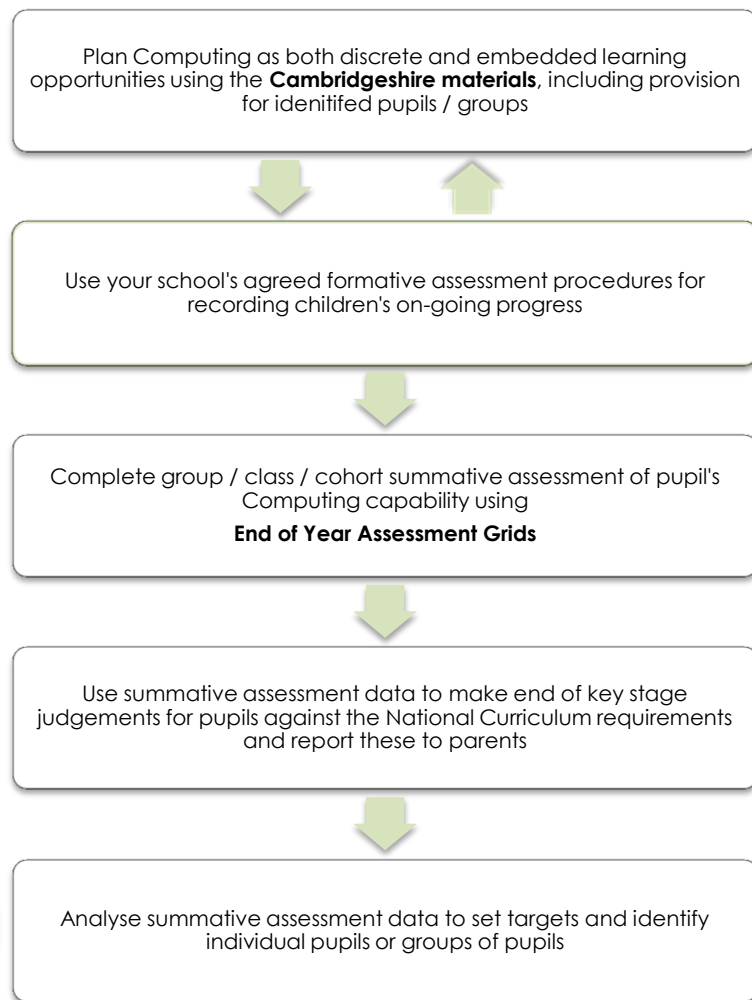 Plan Computing as both discrete and embedded learning
opportunities using the Cambridgeshire materials, including provision
for idenitifed pupils / groups
Use your school's agreed formative assessment procedures for
recording children's on-going progress
Complete group / class / cohort summative assessment of pupil's
Computing capability using
End of Year Assessment Grids
Use summative assessment data to make end of key stage
judgements for pupils against the National Curriculum requirements
and report these to parents
Analyse summative assessment data to set targets and identify
individual pupils or groups of pupils